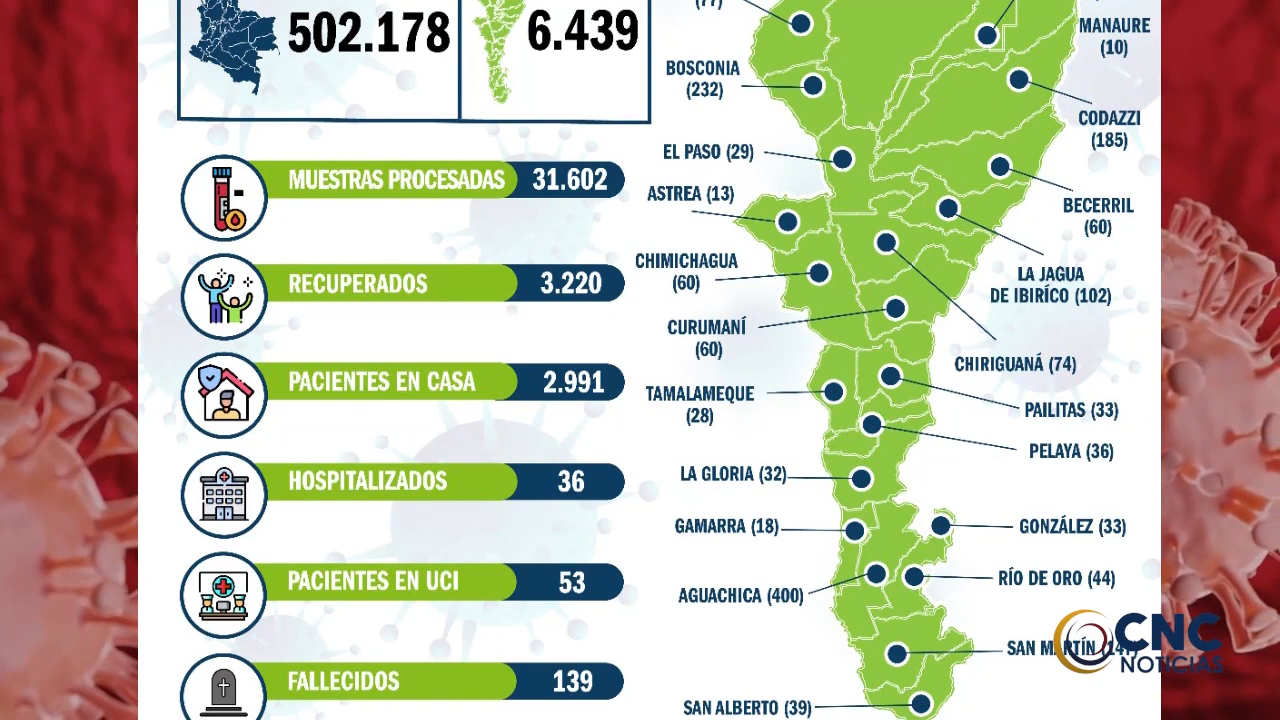 502.178
6.439
MUESTRAS PROCESADAS 31.602
RECUPERADOS 3.220
PACIENTES EN CASA 2.991
HOSPITALIZADOS 36
PACIENTES EN UCI 53
FALLECIDOS 139
MANAURE
(10)
BOSCONIA
(232)
CODAZZI
(185)
EL PASO (29)
ASTREA (13)
BECERRIL
(60)
CHIMICHAGUA
(60)
LA JAGUA
DE IBIRÍCO (102)
CURUMANÍ
(60)
CHIRIGUANÁ (74)
TAMALAMEQUE
(28)
PAILITAS (33)
PELAYA (36)
LA GLORIA (32)
GAMARRA (18)
GONZÁLEZ (33)
AGUACHICA (400)
RÍO DE ORO (44)
SAN MARTÍN
SAN ALBERTO (39)
CNC
NOTICIAS